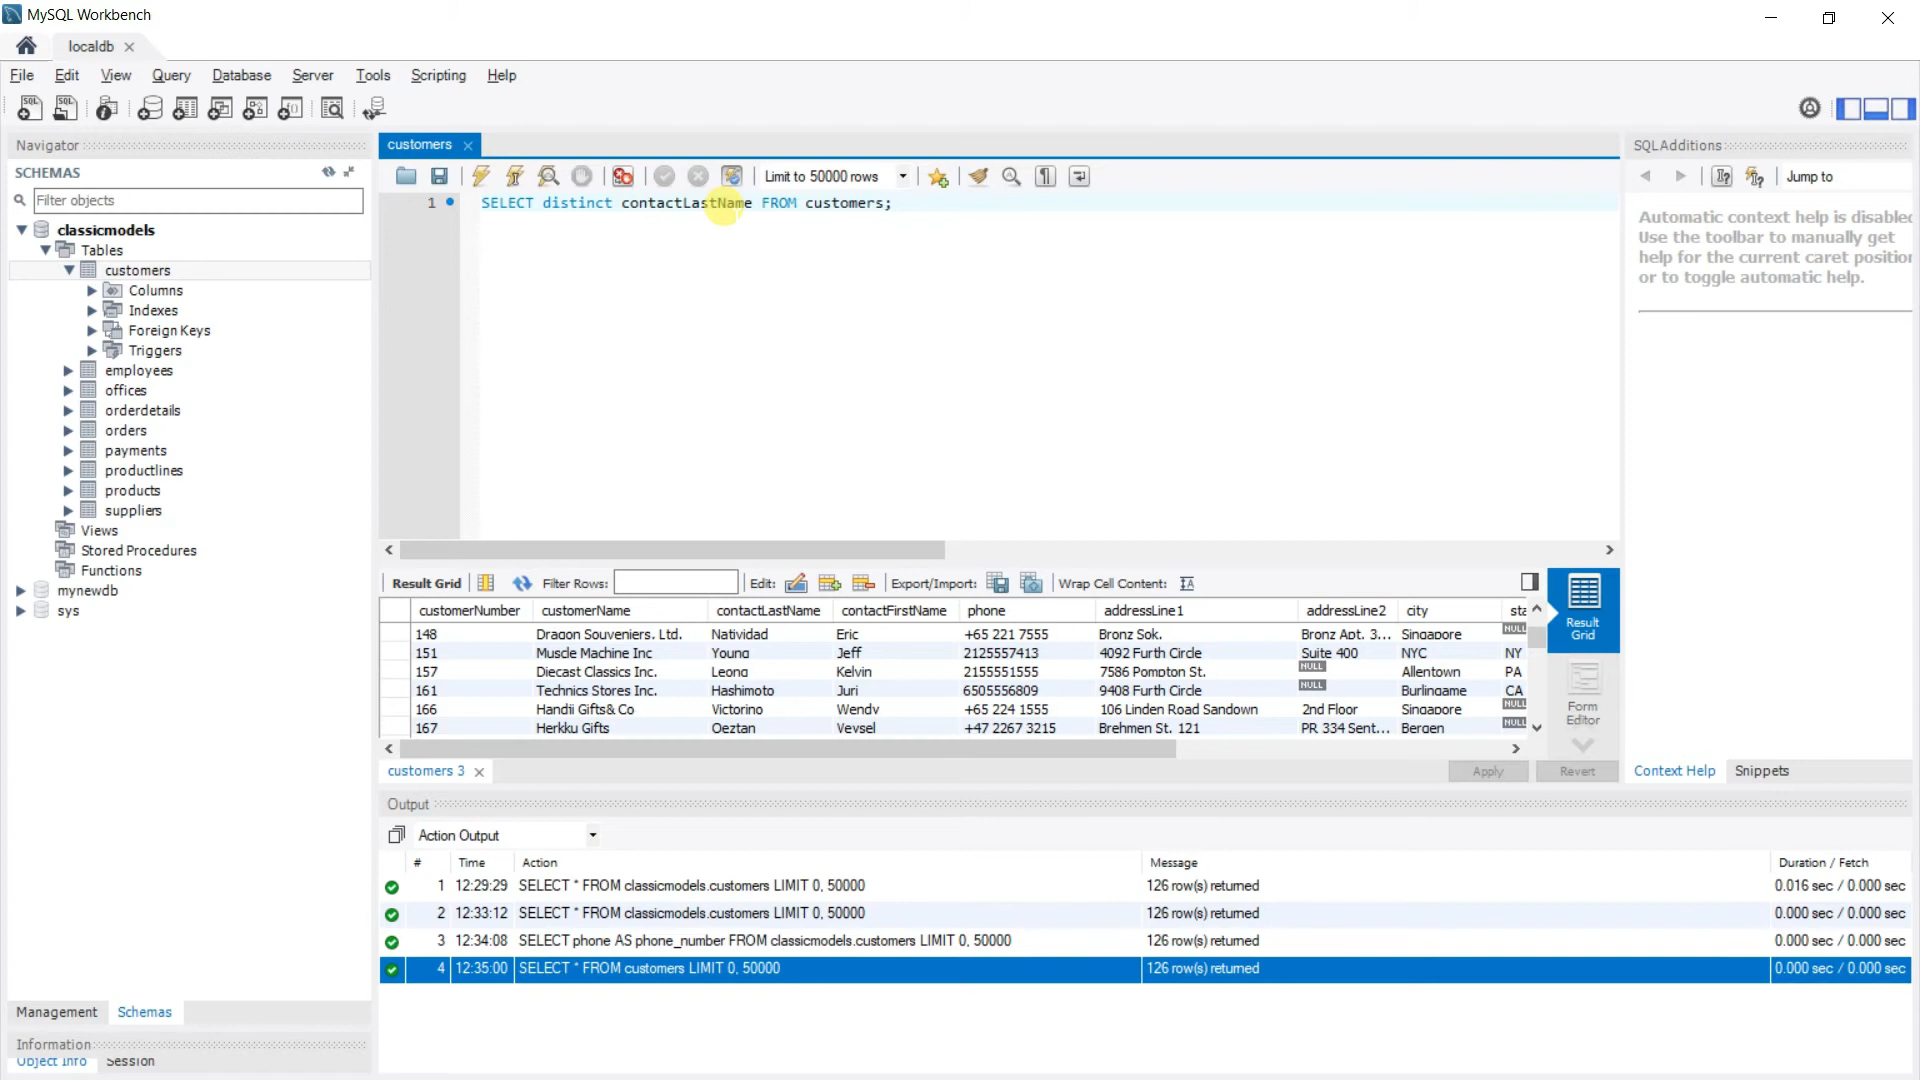 MySQL Workbench
localdb
File Edit View Query Database Server Tools Scripting Help
Navigator
SCHEMAS
Filter objects
classicmodels
Tables
customers
Columns
Indexes
Foreign Keys
Triggers
employees
offices
orderdetails
orders
payments
productlines
products
suppliers
Views
Stored Procedures
Functions
mynewdb
sys
Management Schemas
Information
Object Info Session
customers
Limit to 50000 rows
1 SELECT distinct contactLastName FROM customers;
Result Grid Filter Rows: Edit: Export/Import: Wrap Cell Content:
customerNumber customerName contactLastName contactFirstName phone addressLine1 addressLine2 city sta
148 Dragon Souveniers, Ltd. Natividad Eric +65 221 7555 Bronz Sok. Bronz Apt. 3... Singapore NULL
151 Muscle Machine Inc Young Jeff 2125557413 4092 Furth Circle Suite 400 NYC NY
157 Diecast Classics Inc. Leong Kelvin 2155551555 7586 Pompton St. NULL Allentown PA
161 Technics Stores Inc. Hashimoto Juri 6505556809 9408 Furth Circle NULL Burlingame CA
166 Handji Gifts& Co Victorino Wendy +65 224 1555 106 Linden Road Sandown 2nd Floor Singapore NULL
167 Herkku Gifts Oeztan Veysel +47 2267 3215 Brehmen St. 121 PR 334 Sent... Bergen NULL
Result Grid
Form Editor
customers 3 Apply Revert
Output
Action Output
# Time Action Message Duration / Fetch
1 12:29:29 SELECT * FROM classicmodels.customers LIMIT 0, 50000 126 row(s) returned 0.016 sec / 0.000 sec
2 12:33:12 SELECT * FROM classicmodels.customers LIMIT 0, 50000 126 row(s) returned 0.000 sec / 0.000 sec
3 12:34:08 SELECT phone AS phone_number FROM classicmodels.customers LIMIT 0, 50000 126 row(s) returned 0.000 sec / 0.000 sec
4 12:35:00 SELECT * FROM customers LIMIT 0, 50000 126 row(s) returned 0.000 sec / 0.000 sec
SQLAdditions
Jump to
Automatic context help is disabled
Use the toolbar to manually get
help for the current caret position
or to toggle automatic help.
Context Help Snippets